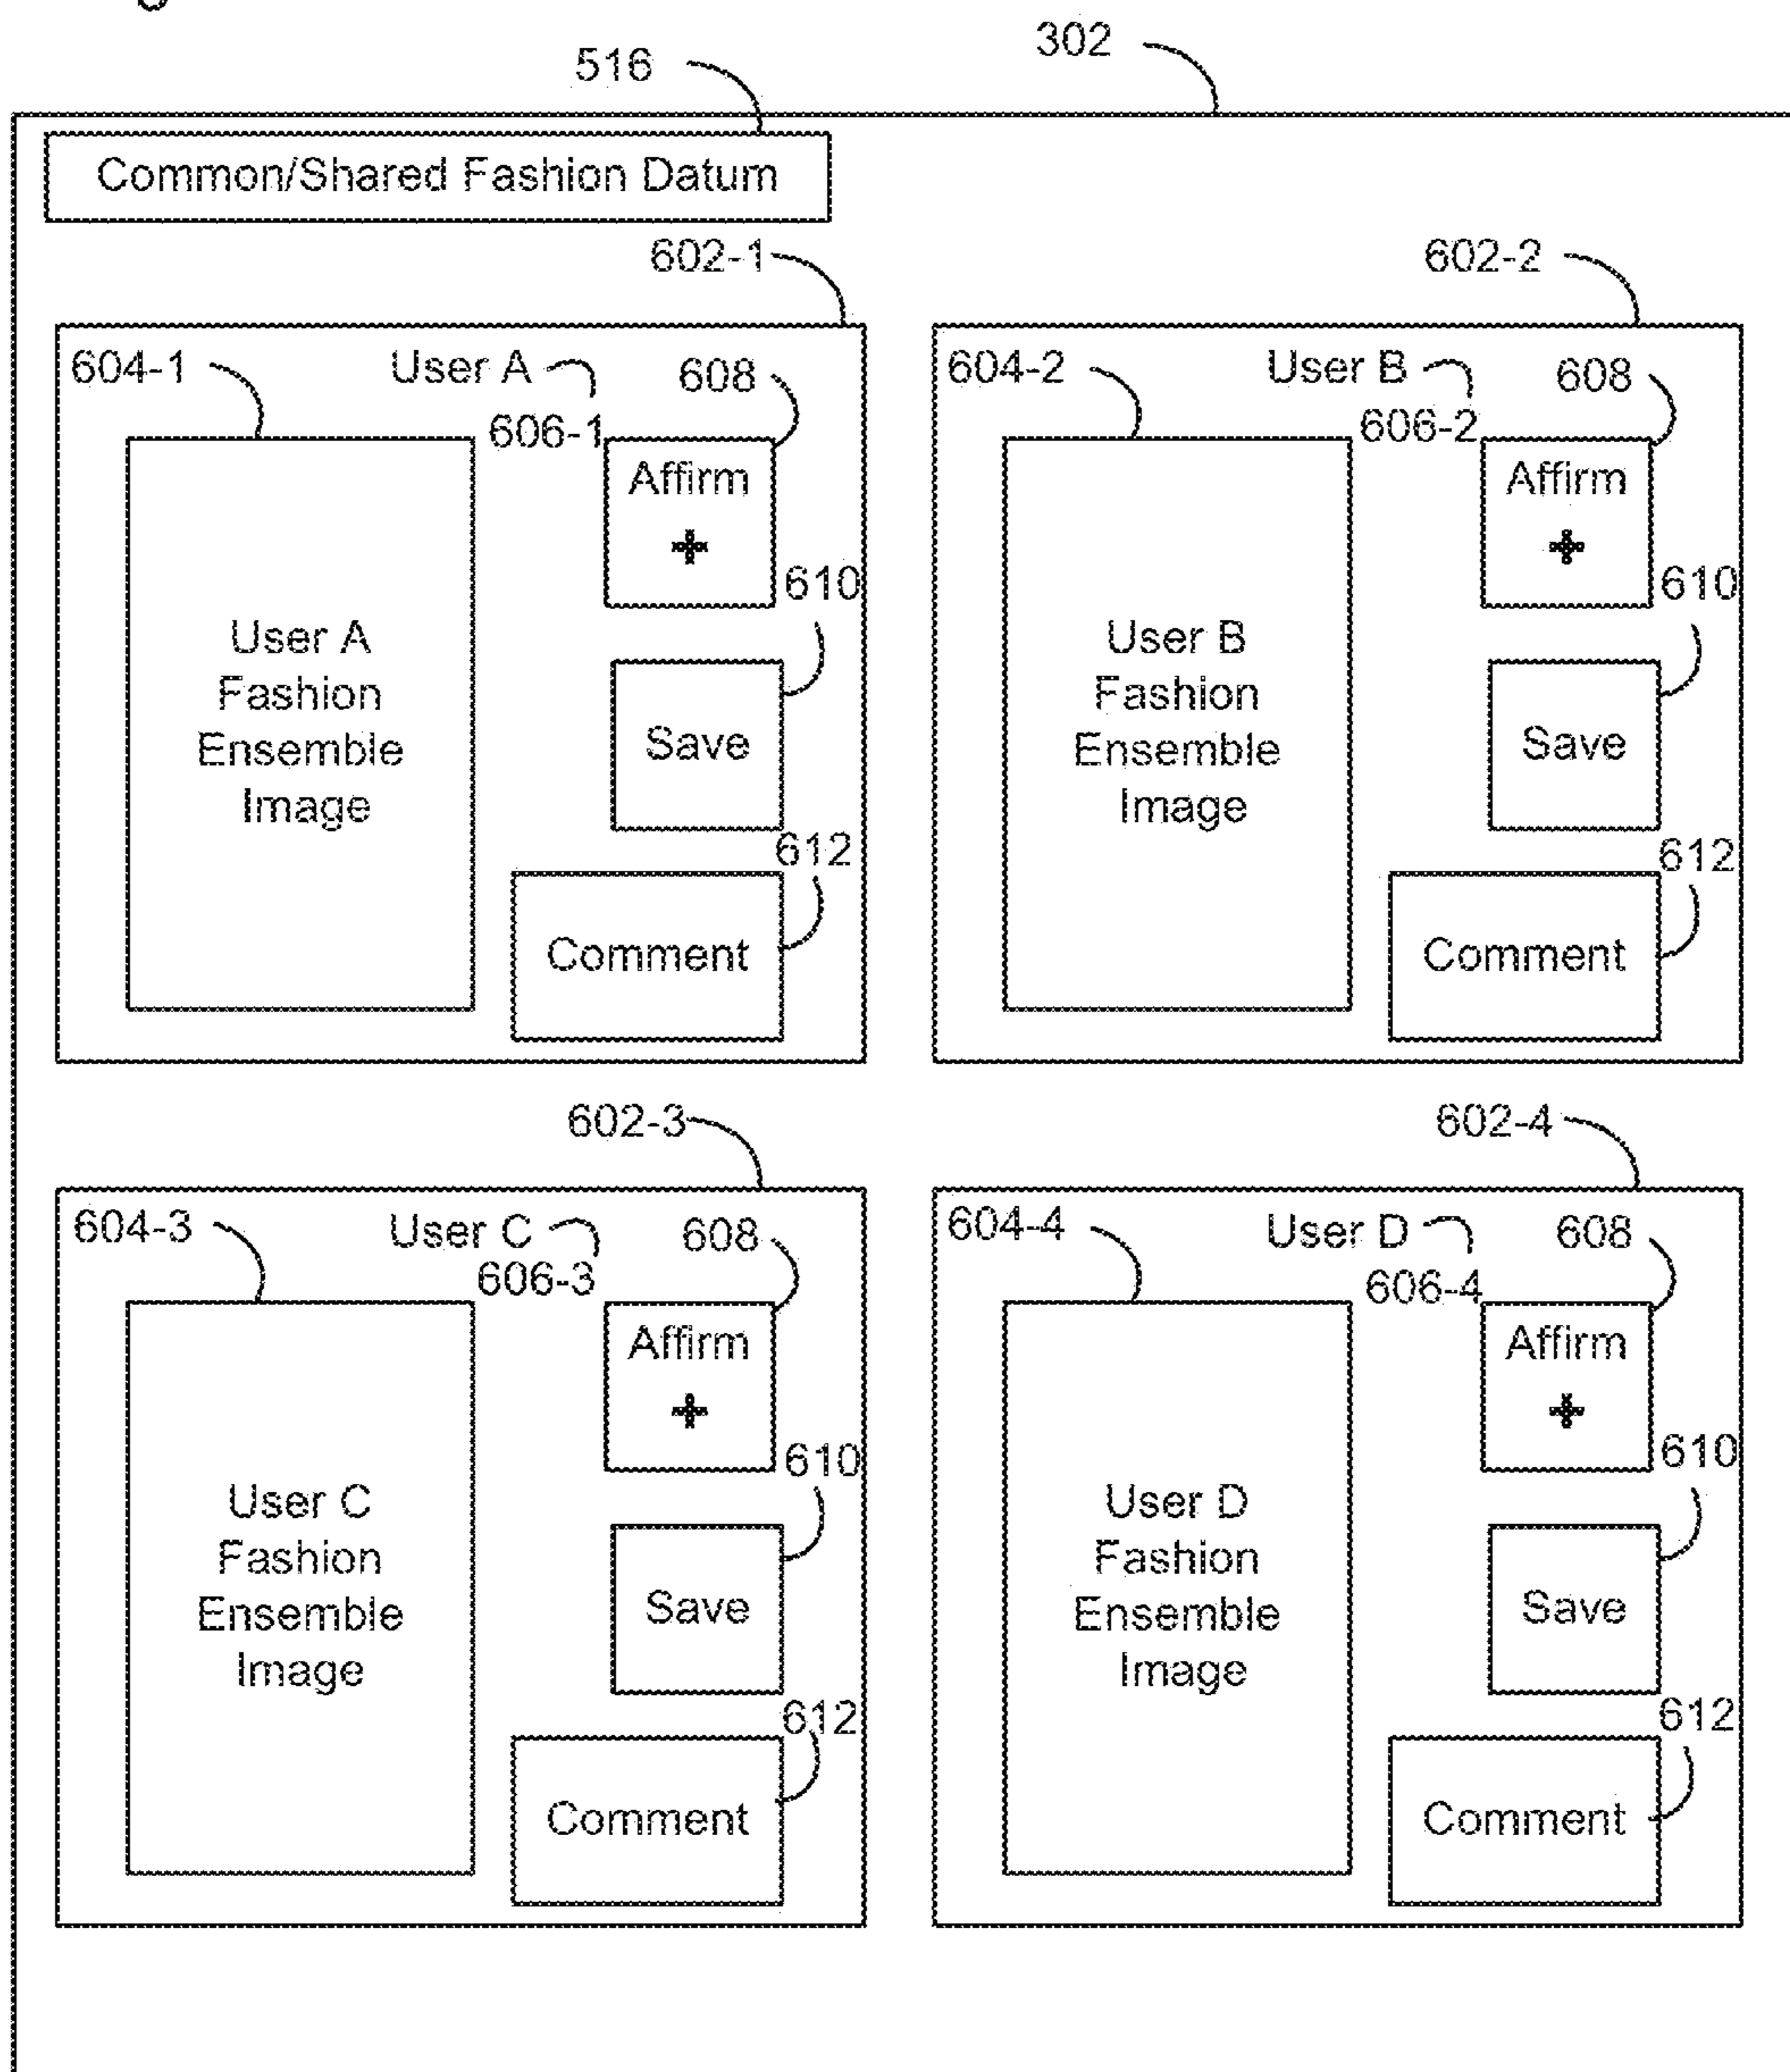 302
516
Common/Shared Fashion Datum
602-1
602-2
604-1
User A
608
606-1
Affirm
+
610
User A
Fashion
Ensemble
Image
Save
612
Comment
604-2
User B
608
606-2
Affirm
+
610
User B
Fashion
Ensemble
Image
Save
612
Comment
602-3
602-4
604-3
User C
608
606-3
Affirm
+
610
User C
Fashion
Ensemble
Image
Save
612
Comment
604-4
User D
608
606-4
Affirm
+
610
User D
Fashion
Ensemble
Image
Save
612
Comment